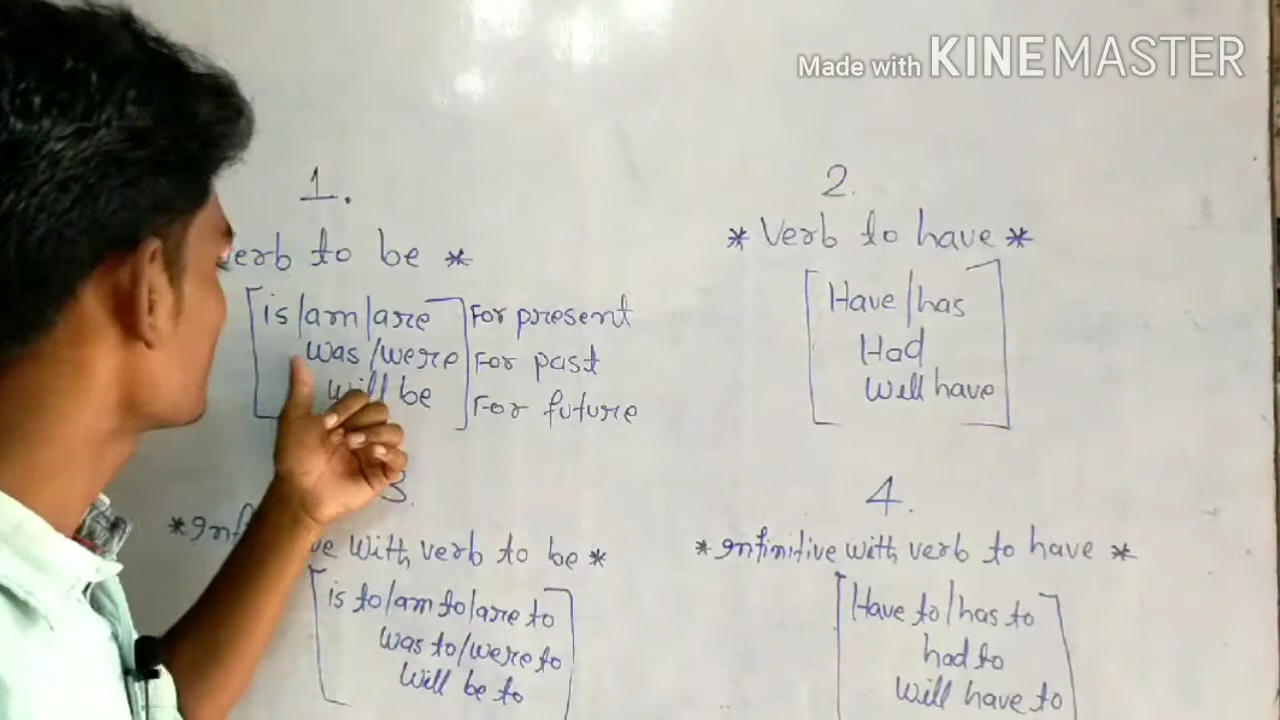 Made with KINEMASTER
1.
verb to be *
is/am/are For present
was/were For past
will be For future
2.
* Verb to have *
Have/has
Had
Will have
3.
with verb to be *
is to/am to/are to
was to/were to
Will be to
4.
* Infinitive with verb to have *
Have to/has to
had to
Will have to